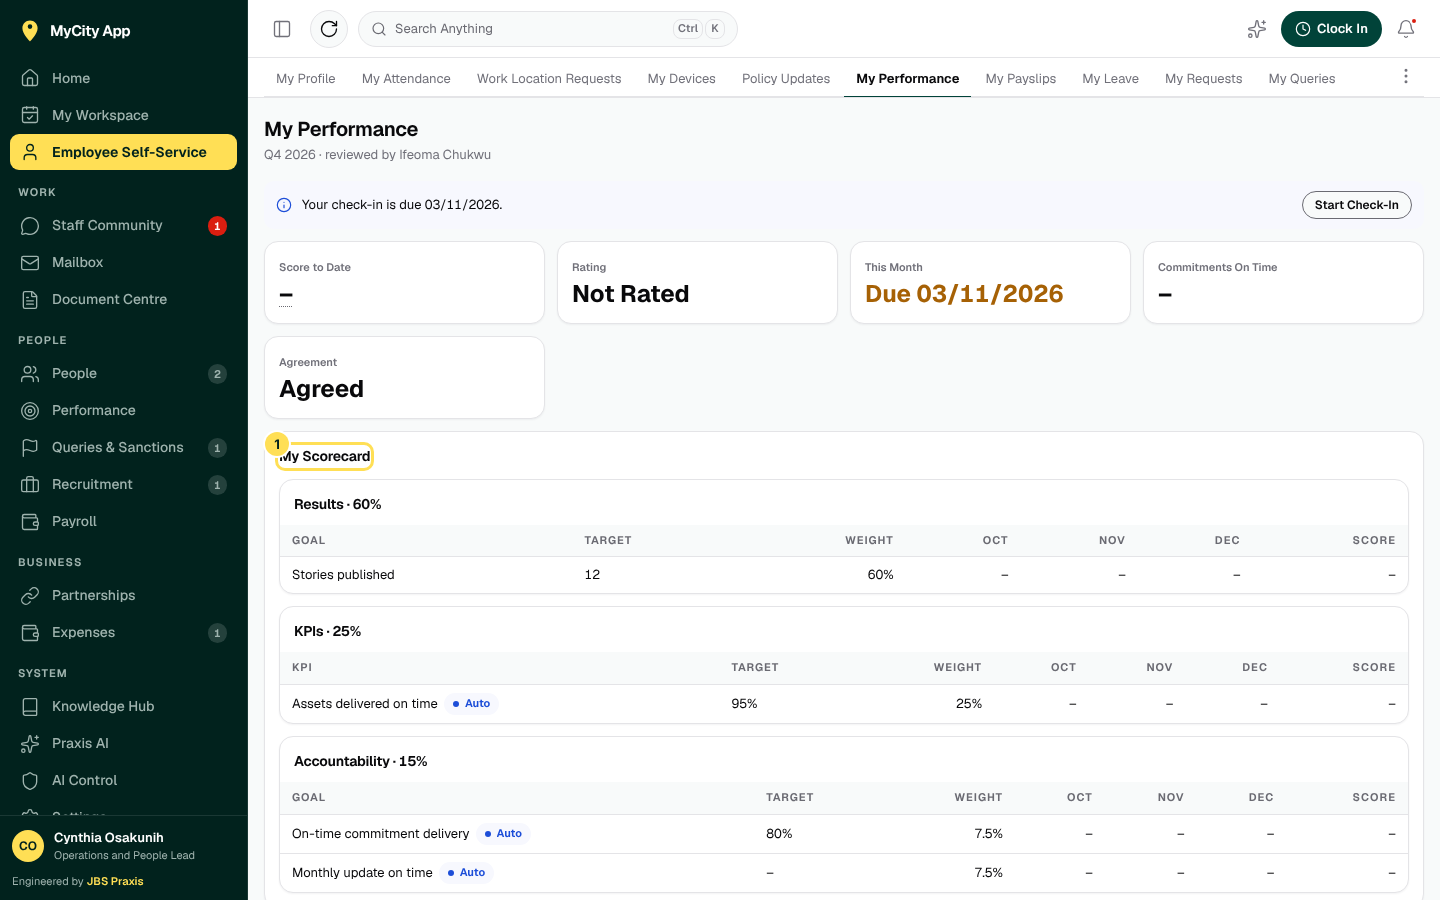 MyCity App
Home
My Workspace
Employee Self-Service
WORK
Staff Community 1
Mailbox
Document Centre
PEOPLE
People 2
Performance
Queries & Sanctions 1
Recruitment 1
Payroll
BUSINESS
Partnerships
Expenses 1
SYSTEM
Knowledge Hub
Praxis AI
AI Control
CO
Cynthia Osakunih
Operations and People Lead
Engineered by JBS Praxis
Search Anything Ctrl K
Clock In
My Profile My Attendance Work Location Requests My Devices Policy Updates My Performance My Payslips My Leave My Requests My Queries
My Performance
Q4 2026 · reviewed by Ifeoma Chukwu
Your check-in is due 03/11/2026. Start Check-In
Score to Date
–
Rating
Not Rated
This Month
Due 03/11/2026
Commitments On Time
–
Agreement
Agreed
1
My Scorecard
Results · 60%
GOAL TARGET WEIGHT OCT NOV DEC SCORE
Stories published 12 60% – – – –
KPIs · 25%
KPI TARGET WEIGHT OCT NOV DEC SCORE
Assets delivered on time Auto 95% 25% – – – –
Accountability · 15%
GOAL TARGET WEIGHT OCT NOV DEC SCORE
On-time commitment delivery Auto 80% 7.5% – – – –
Monthly update on time Auto – 7.5% – – – –